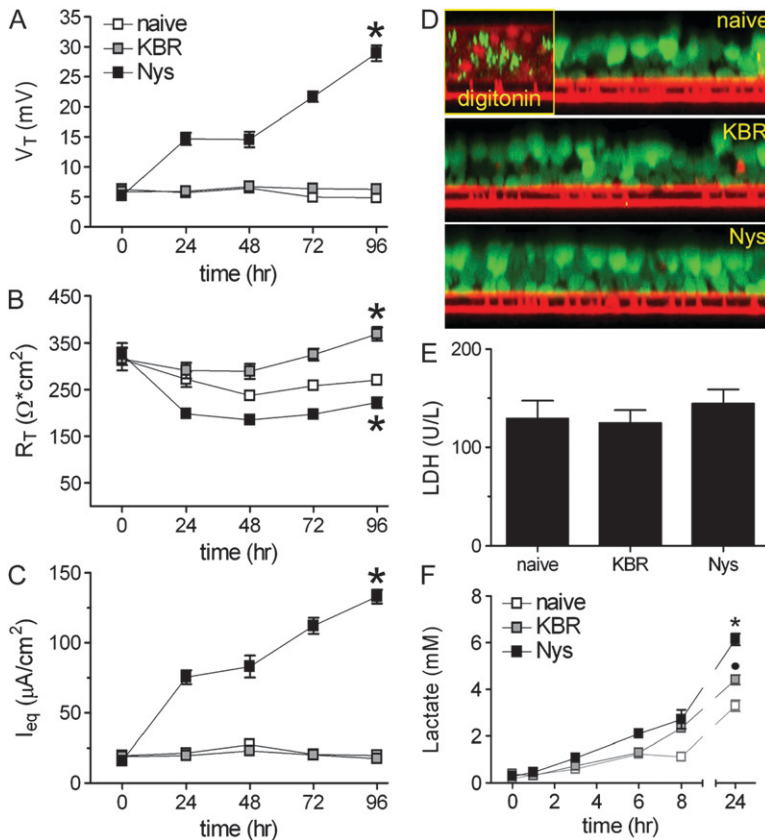 A
naive
KBR
Nys
*
35
30
25
20
15
10
5
0
V_T (mV)
0 24 48 72 96
time (hr)
B
450
350
250
150
50
R_T (Ω*cm²)
*
*
0 24 48 72 96
time (hr)
C
150
100
50
25
0
I_eq (µA/cm²)
*
0 24 48 72 96
time (hr)
D
naive
digitonin
KBR
Nys
E
200
100
0
LDH (U/L)
naive KBR Nys
F
naive
KBR
Nys
*
•
8
6
4
2
0
Lactate (mM)
0 2 4 6 8 24
time (hr)